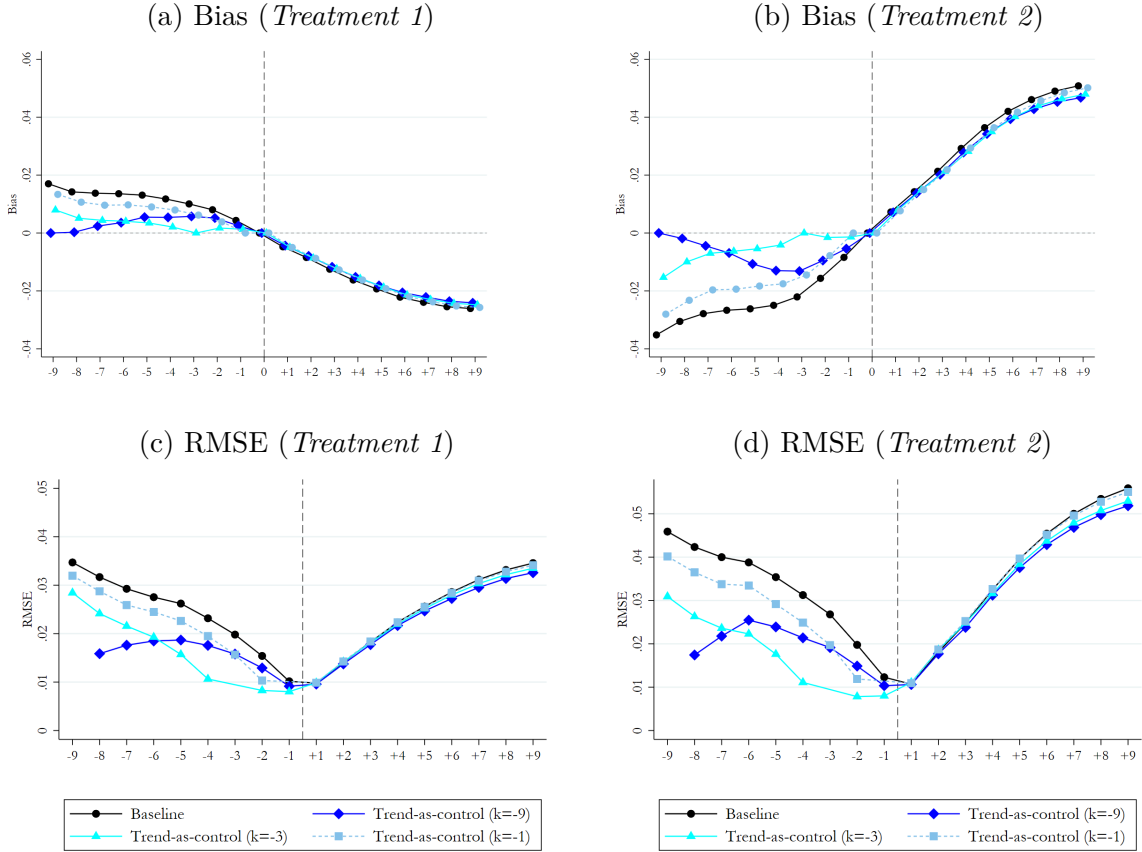 (a) Bias (Treatment 1)
(b) Bias (Treatment 2)
.06
.04
.02
0
-.02
-.04
Bias
-9 -8 -7 -6 -5 -4 -3 -2 -1 0 +1 +2 +3 +4 +5 +6 +7 +8 +9
.06
.04
.02
0
-.02
-.04
Bias
-9 -8 -7 -6 -5 -4 -3 -2 -1 0 +1 +2 +3 +4 +5 +6 +7 +8 +9
(c) RMSE (Treatment 1)
(d) RMSE (Treatment 2)
.05
.04
.03
.02
.01
0
RMSE
-9 -8 -7 -6 -5 -4 -3 -2 -1 +1 +2 +3 +4 +5 +6 +7 +8 +9
.05
.04
.03
.02
.01
0
RMSE
-9 -8 -7 -6 -5 -4 -3 -2 -1 +1 +2 +3 +4 +5 +6 +7 +8 +9
Baseline Trend-as-control (k=-9)
Trend-as-control (k=-3) Trend-as-control (k=-1)
Baseline Trend-as-control (k=-9)
Trend-as-control (k=-3) Trend-as-control (k=-1)